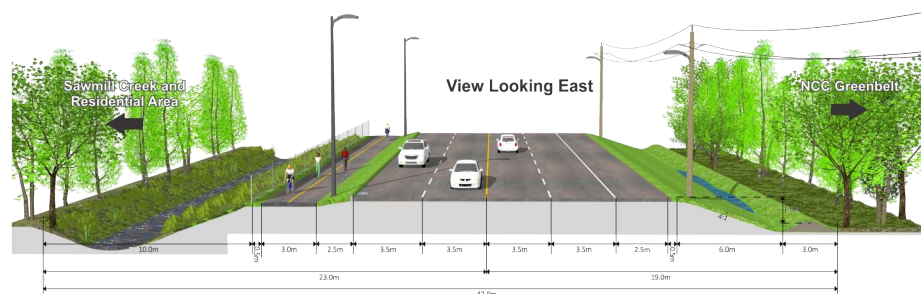 View Looking East
Sawmill Creek and
Residential Area
NCC Greenbelt
4:1
10.0m
0.5m
3.0m
2.5m
3.5m
3.5m
3.5m
3.5m
2.5m
0.5m
6.0m
3.0m
23.0m
19.0m
42.0m